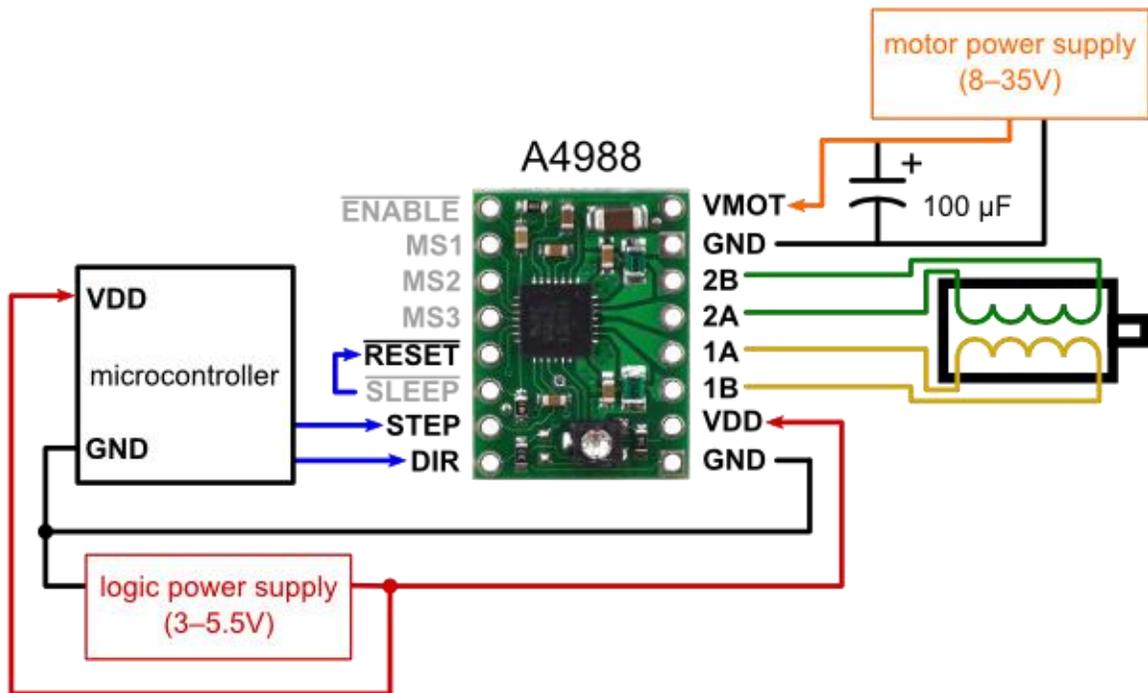 motor power supply
(8–35V)
A4988
ENABLE
MS1
MS2
MS3
RESET
SLEEP
STEP
DIR
VMOT
GND
2B
2A
1A
1B
VDD
GND
+
100 µF
VDD
microcontroller
GND
logic power supply
(3–5.5V)